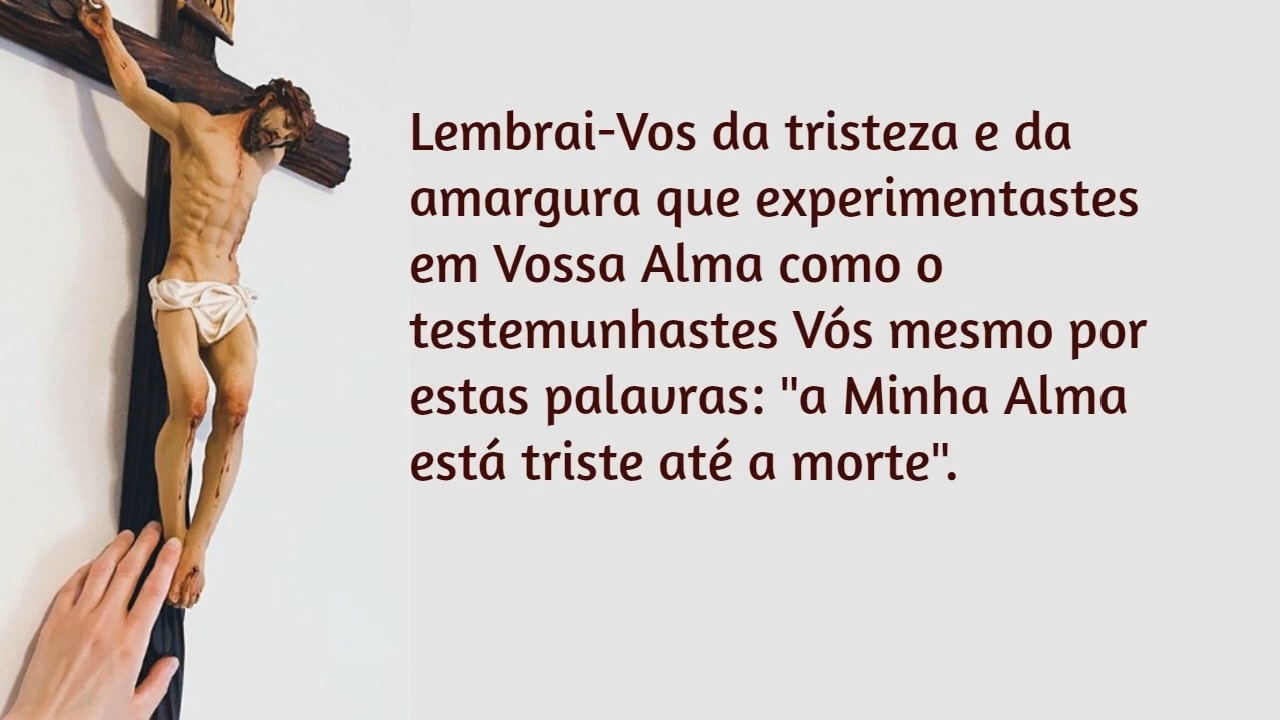 Lembrai-Vos da tristeza e da
amargura que experimentastes
em Vossa Alma como o
testemunhastes Vós mesmo por
estas palavras: "a Minha Alma
está triste até a morte".